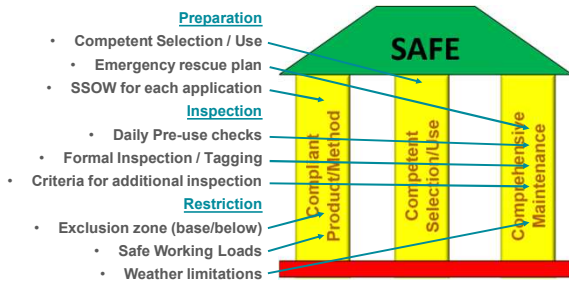 Preparation
• Competent Selection / Use
• Emergency rescue plan
• SSOW for each application
Inspection
• Daily Pre-use checks
• Formal Inspection / Tagging
• Criteria for additional inspection
Restriction
• Exclusion zone (base/below)
• Safe Working Loads
• Weather limitations
SAFE
Compliant
Product/Method
Competent
Selection/Use
Comprehensive
Maintenance